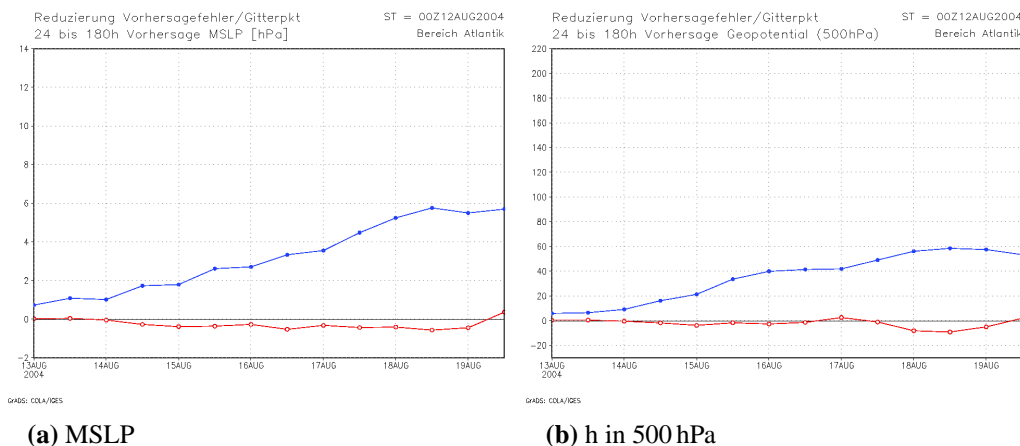 Reduzierung Vorhersagefehler/Gitterpkt ST = 00Z12AUG2004
24 bis 180h Vorhersage MSLP [hPa] Bereich Atlantik
14
12
10
8
6
4
2
0
-2
13AUG 14AUG 15AUG 16AUG 17AUG 18AUG 19AUG
2004
GrADS: COLA/IGES
(a) MSLP
Reduzierung Vorhersagefehler/Gitterpkt ST = 00Z12AUG2004
24 bis 180h Vorhersage Geopotential (500hPa) Bereich Atlantik
220
200
180
160
140
120
100
80
60
40
20
0
-20
13AUG 14AUG 15AUG 16AUG 17AUG 18AUG 19AUG
2004
GrADS: COLA/IGES
(b) h in 500 hPa